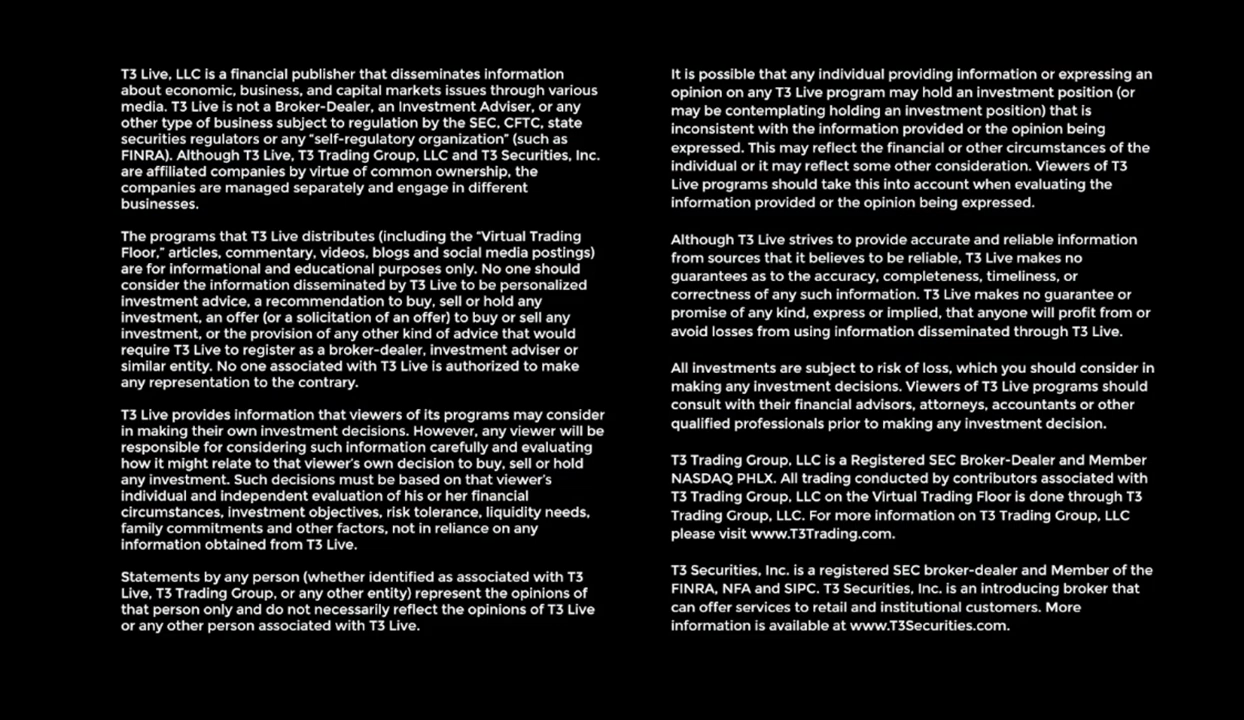 T3 Live, LLC is a financial publisher that disseminates information
about economic, business, and capital markets issues through various
media. T3 Live is not a Broker-Dealer, an Investment Adviser, or any
other type of business subject to regulation by the SEC, CFTC, state
securities regulators or any “self-regulatory organization” (such as
FINRA). Although T3 Live, T3 Trading Group, LLC and T3 Securities, Inc.
are affiliated companies by virtue of common ownership, the
companies are managed separately and engage in different
businesses.
The programs that T3 Live distributes (including the “Virtual Trading
Floor,” articles, commentary, videos, blogs and social media postings)
are for informational and educational purposes only. No one should
consider the information disseminated by T3 Live to be personalized
investment advice, a recommendation to buy, sell or hold any
investment, an offer (or a solicitation of an offer) to buy or sell any
investment, or the provision of any other kind of advice that would
require T3 Live to register as a broker-dealer, investment adviser or
similar entity. No one associated with T3 Live is authorized to make
any representation to the contrary.
T3 Live provides information that viewers of its programs may consider
in making their own investment decisions. However, any viewer will be
responsible for considering such information carefully and evaluating
how it might relate to that viewer’s own decision to buy, sell or hold
any investment. Such decisions must be based on that viewer’s
individual and independent evaluation of his or her financial
circumstances, investment objectives, risk tolerance, liquidity needs,
family commitments and other factors, not in reliance on any
information obtained from T3 Live.
Statements by any person (whether identified as associated with T3
Live, T3 Trading Group, or any other entity) represent the opinions of
that person only and do not necessarily reflect the opinions of T3 Live
or any other person associated with T3 Live.
It is possible that any individual providing information or expressing an
opinion on any T3 Live program may hold an investment position (or
may be contemplating holding an investment position) that is
inconsistent with the information provided or the opinion being
expressed. This may reflect the financial or other circumstances of the
individual or it may reflect some other consideration. Viewers of T3
Live programs should take this into account when evaluating the
information provided or the opinion being expressed.
Although T3 Live strives to provide accurate and reliable information
from sources that it believes to be reliable, T3 Live makes no
guarantees as to the accuracy, completeness, timeliness, or
correctness of any such information. T3 Live makes no guarantee or
promise of any kind, express or implied, that anyone will profit from or
avoid losses from using information disseminated through T3 Live.
All investments are subject to risk of loss, which you should consider in
making any investment decisions. Viewers of T3 Live programs should
consult with their financial advisors, attorneys, accountants or other
qualified professionals prior to making any investment decision.
T3 Trading Group, LLC is a Registered SEC Broker-Dealer and Member
NASDAQ PHLX. All trading conducted by contributors associated with
T3 Trading Group, LLC on the Virtual Trading Floor is done through T3
Trading Group, LLC. For more information on T3 Trading Group, LLC
please visit www.T3Trading.com.
T3 Securities, Inc. is a registered SEC broker-dealer and Member of the
FINRA, NFA and SIPC. T3 Securities, Inc. is an introducing broker that
can offer services to retail and institutional customers. More
information is available at www.T3Securities.com.